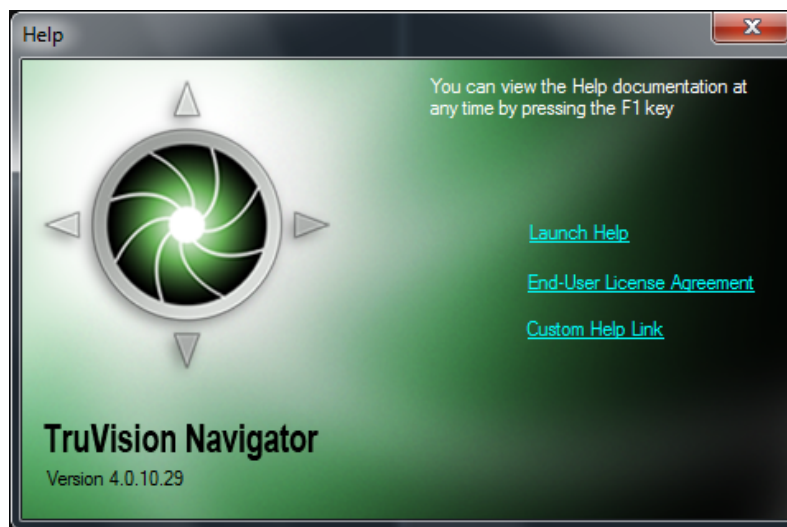 Help
You can view the Help documentation at
any time by pressing the F1 key
Launch Help
End-User License Agreement
Custom Help Link
TruVision Navigator
Version 4.0.10.29